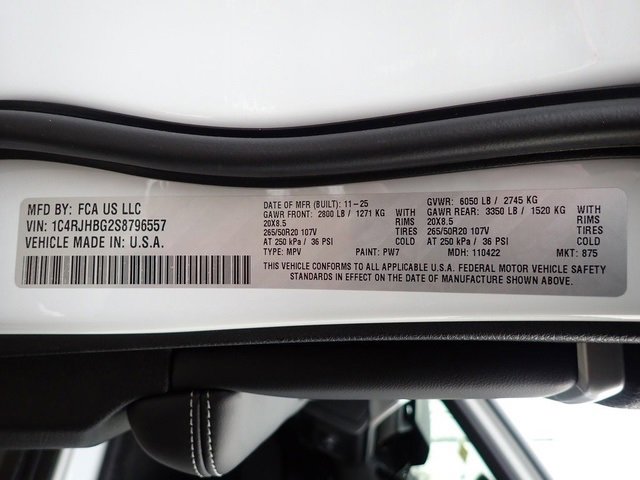 MFD BY: FCA US LLC
VIN: 1C4RJHBG2S8796557
VEHICLE MADE IN U.S.A.
DATE OF MFR (BUILT): 11-25
GAWR FRONT: 2800 LB / 1271 KG WITH
20X8.5 RIMS
265/50R20 107V TIRES
AT 250 kPa / 36 PSI COLD
TYPE: MPV PAINT: PW7
GVWR: 6050 LB / 2745 KG
GAWR REAR: 3350 LB / 1520 KG WITH
20X8.5 RIMS
265/50R20 107V TIRES
AT 250 kPa / 36 PSI COLD
MDH: 110422 MKT: 875
THIS VEHICLE CONFORMS TO ALL APPLICABLE U.S.A. FEDERAL MOTOR VEHICLE SAFETY
STANDARDS IN EFFECT ON THE DATE OF MANUFACTURE SHOWN ABOVE.